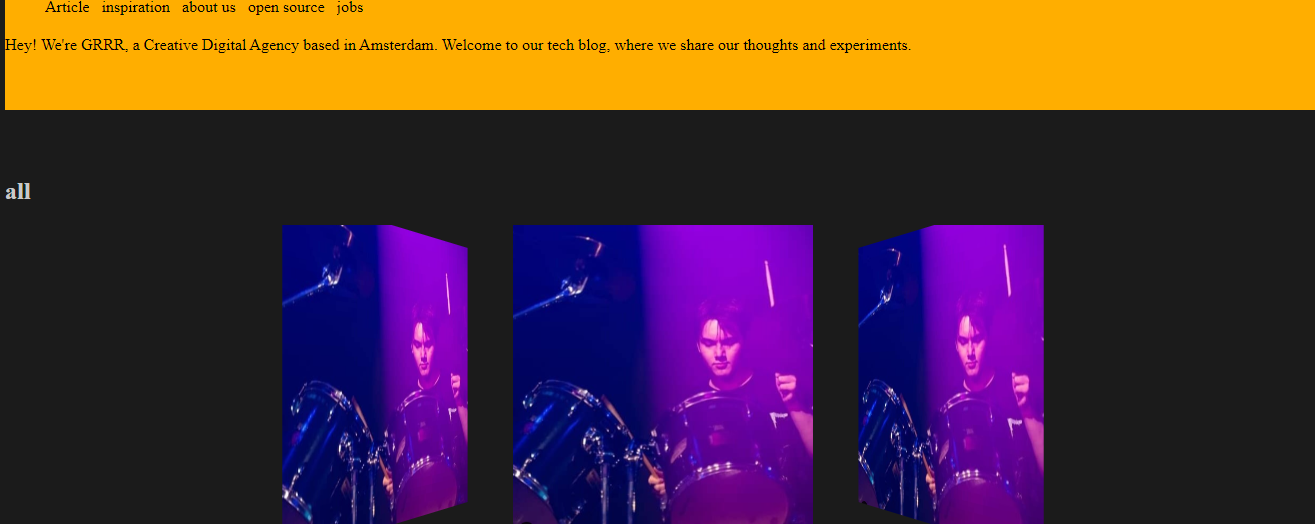 Article inspiration about us open source jobs
Hey! We're GRRR, a Creative Digital Agency based in Amsterdam. Welcome to our tech blog, where we share our thoughts and experiments.
all